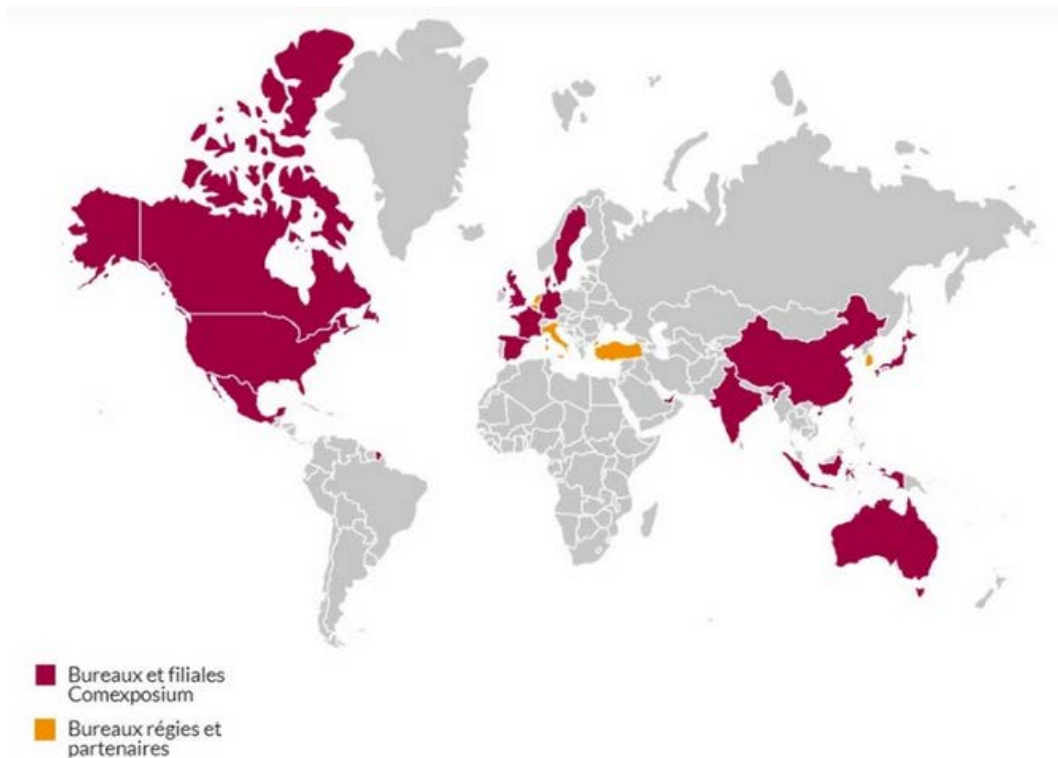 Bureaux et filiales
Comexposium
Bureaux régies et
partenaires